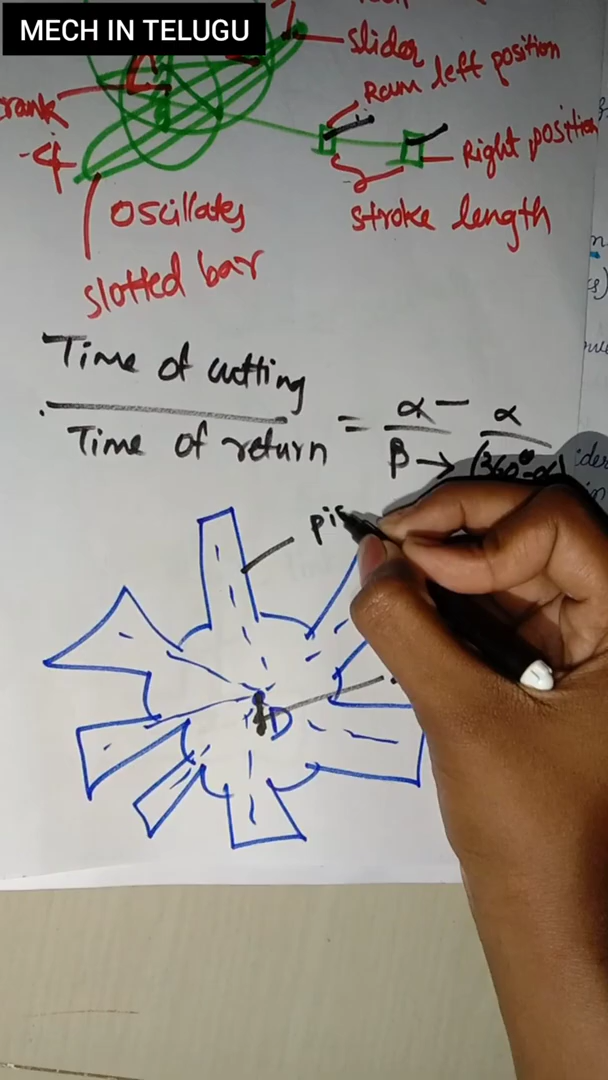 MECH IN TELUGU
slider
Ram left position
crank
Right position
stroke length
oscillates
slotted bar
Time of cutting
Time of return
= α - α
β → (360°-α)
pis
D